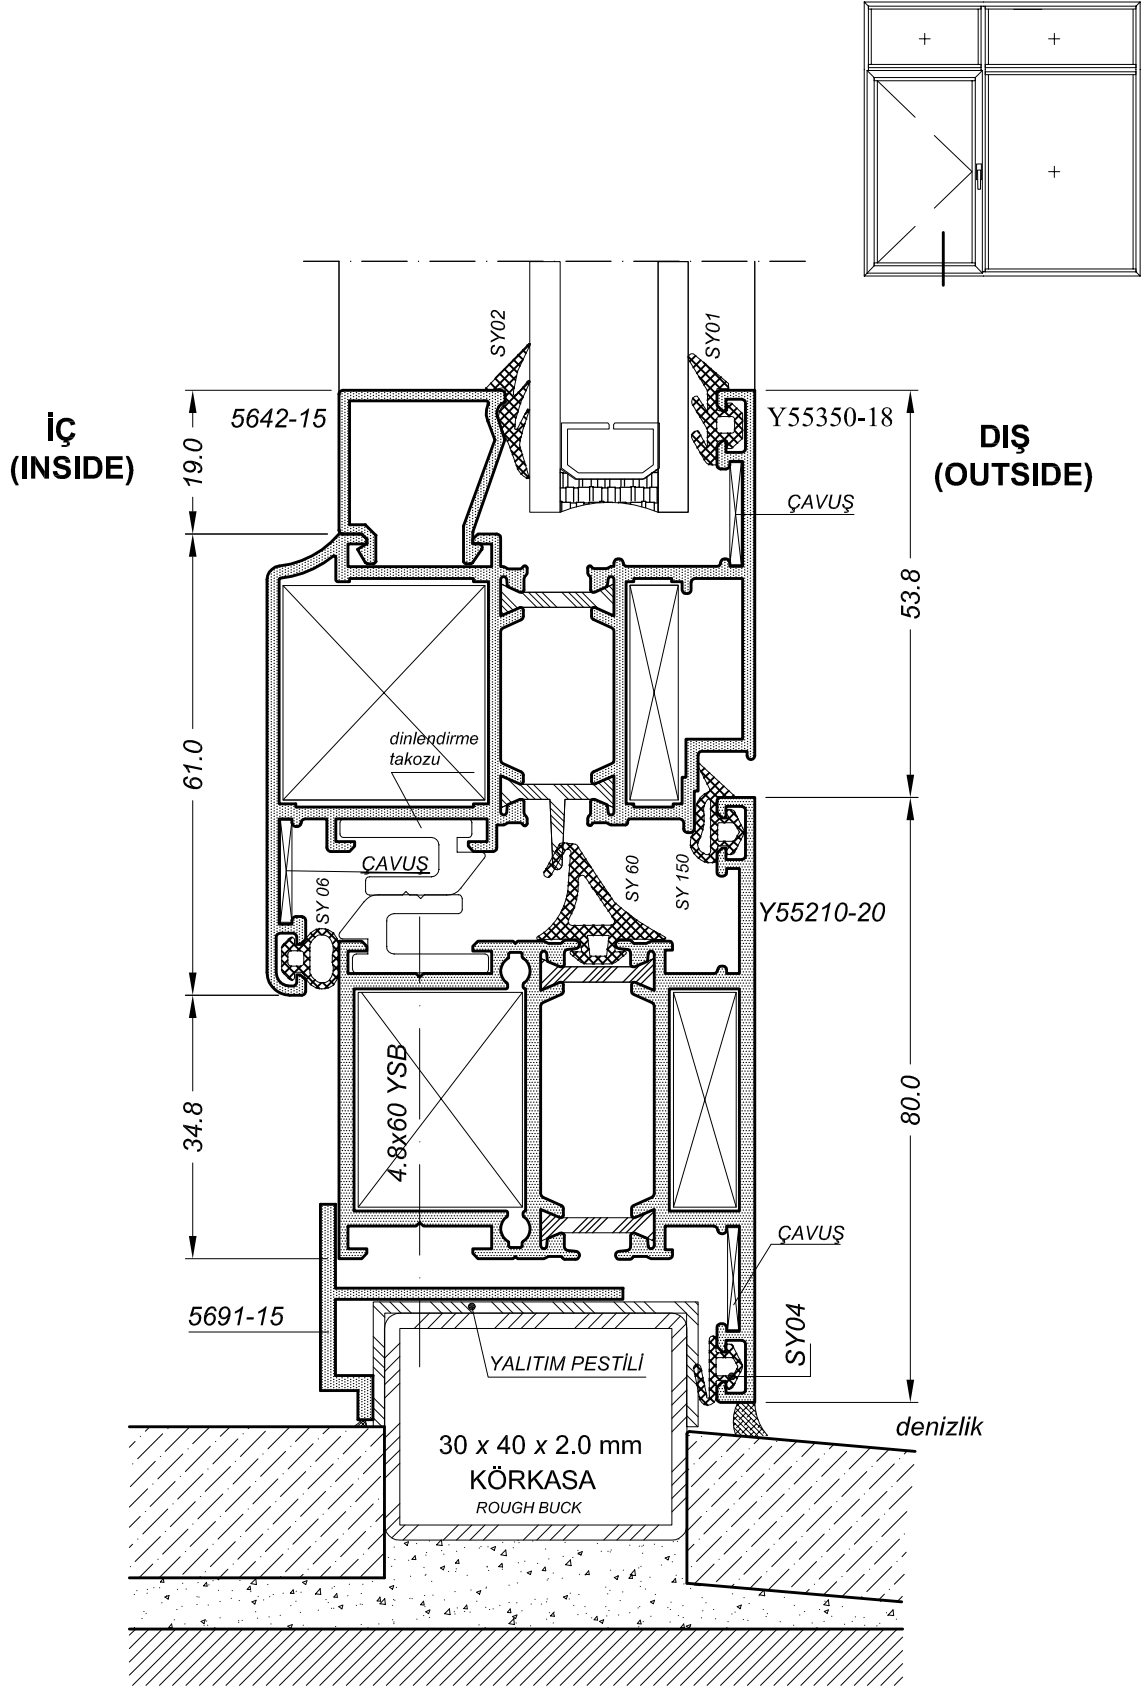 SY02
SY01
5642-15
Y55350-18
İÇ
(INSIDE)
DIŞ
(OUTSIDE)
19.0
ÇAVUŞ
53.8
61.0
dinlendirme
takozu
ÇAVUŞ
SY 06
SY 60
SY 150
Y55210-20
4.8x60 YSB
34.8
80.0
ÇAVUŞ
5691-15
SY04
YALITIM PESTİLİ
denizlik
30 x 40 x 2.0 mm
KÖRKASA
ROUGH BUCK